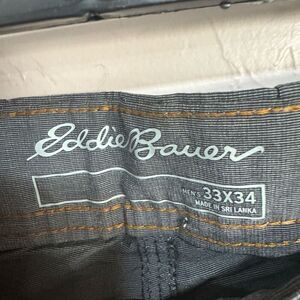 Eddie Bauer
MEN'S 33X34
MADE IN SRI LANKA